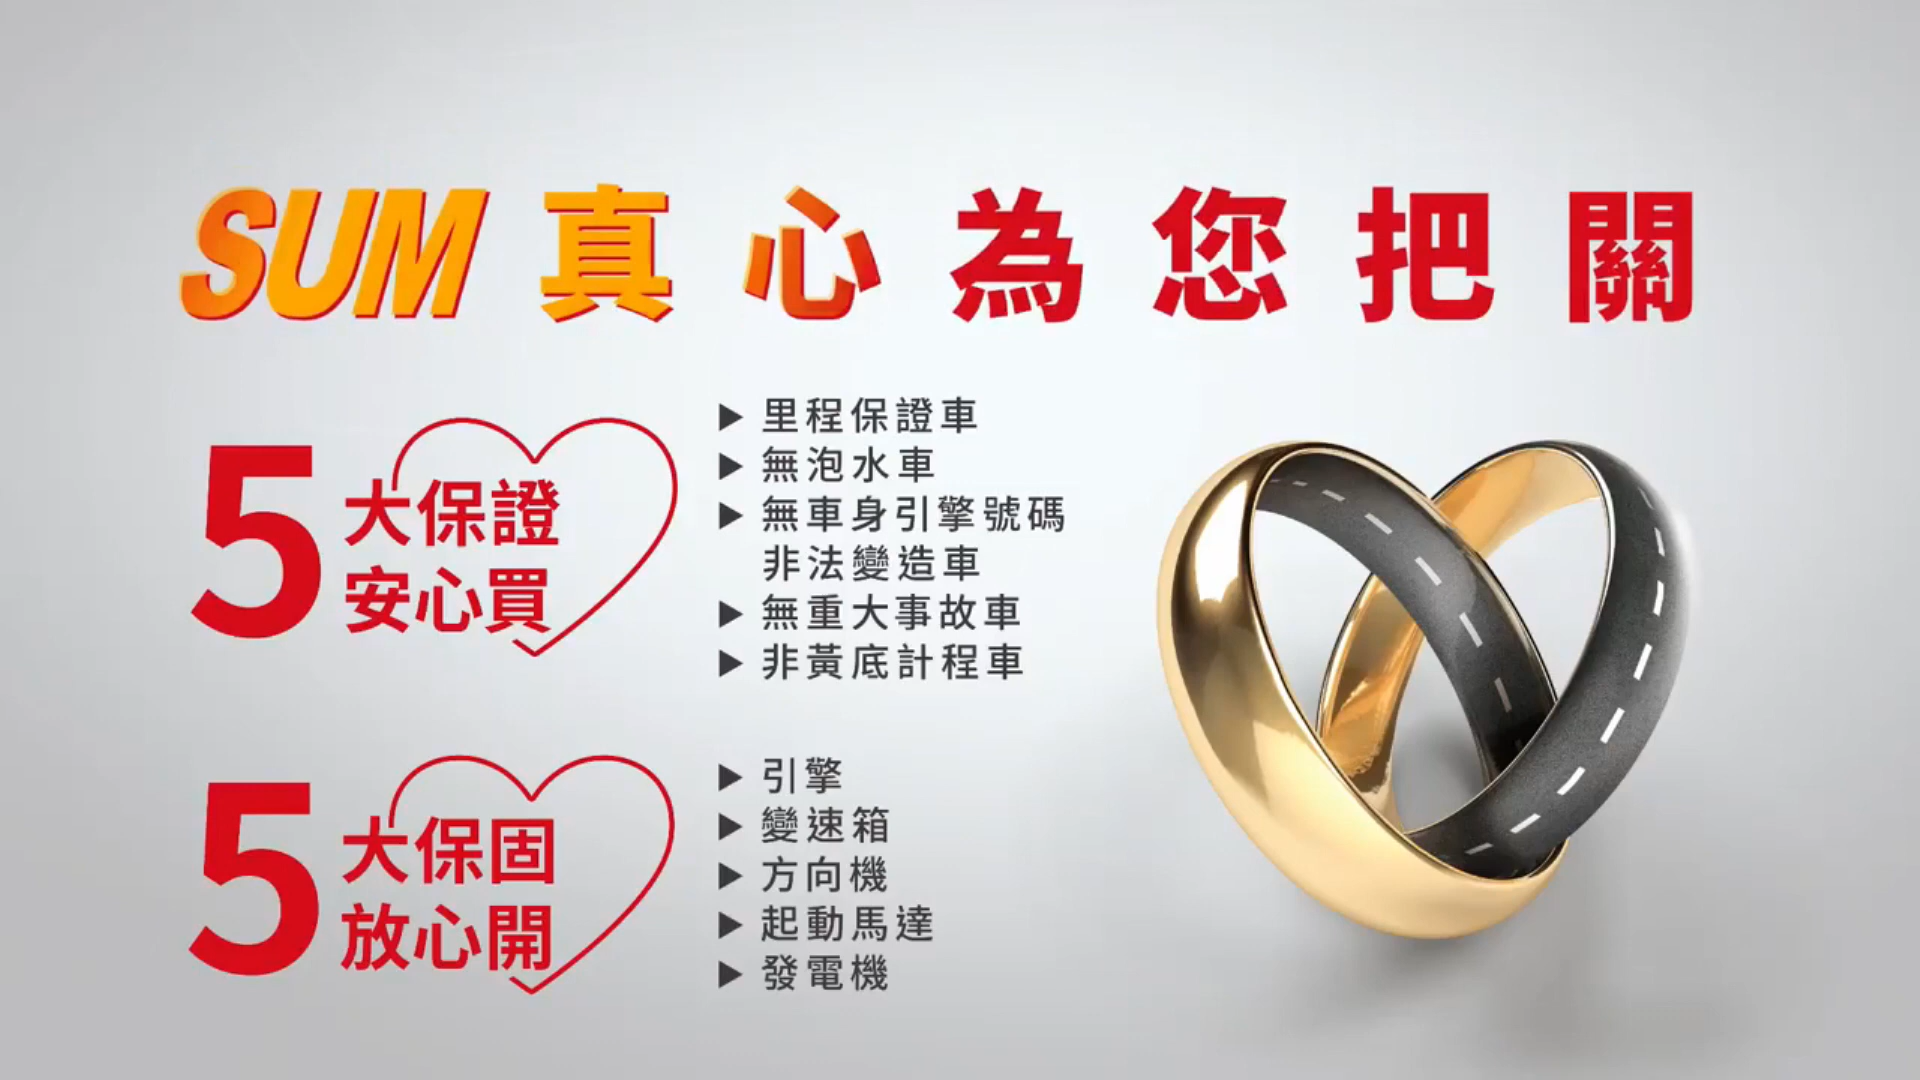 SUM真心為您把關
5大保證
安心買
▶ 里程保證車
▶ 無泡水車
▶ 無車身引擎號碼
非法變造車
▶ 無重大事故車
▶ 非黃底計程車
5大保固
放心開
▶ 引擎
▶ 變速箱
▶ 方向機
▶ 起動馬達
▶ 發電機